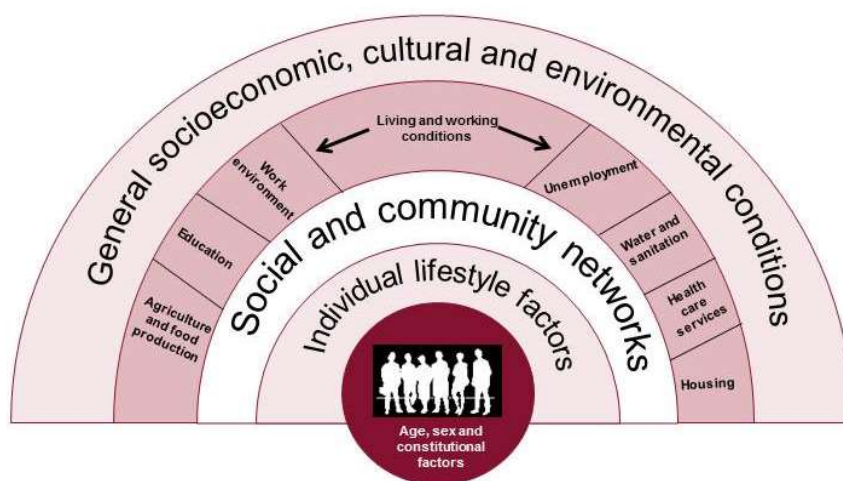 General socioeconomic, cultural and environmental conditions
Living and working
conditions
Agriculture
and food
production
Education
Work
environment
Unemployment
Water and
sanitation
Health
care
services
Housing
Social and community networks
Individual lifestyle factors
Age, sex and
constitutional
factors